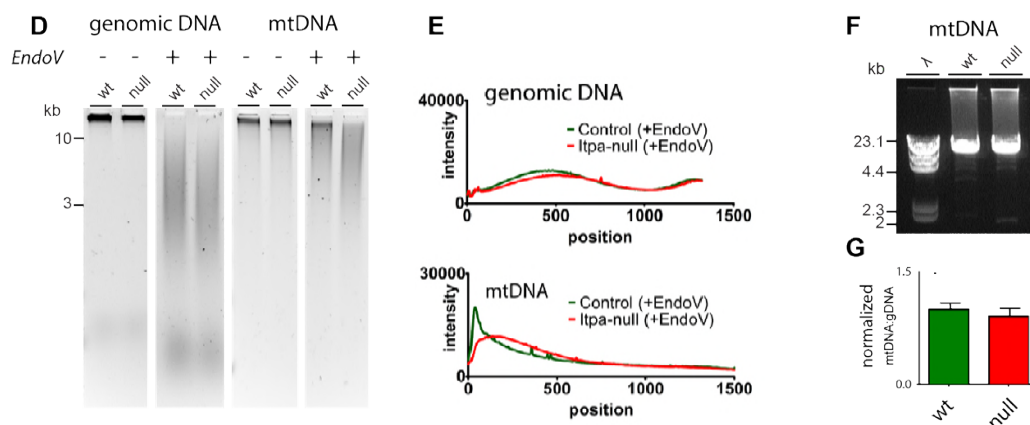 D
genomic DNA mtDNA
EndoV - - + + - - + +
wt null wt null wt null wt null
kb
10
3
E
genomic DNA
40000
intensity
0
Control (+EndoV)
Itpa-null (+EndoV)
0 500 1000 1500
position
mtDNA
30000
intensity
0
Control (+EndoV)
Itpa-null (+EndoV)
0 500 1000 1500
position
F
mtDNA
kb λ wt null
23.1
4.4
2.3
2
G
normalized
mtDNA:gDNA
1.5
0.0
wt null